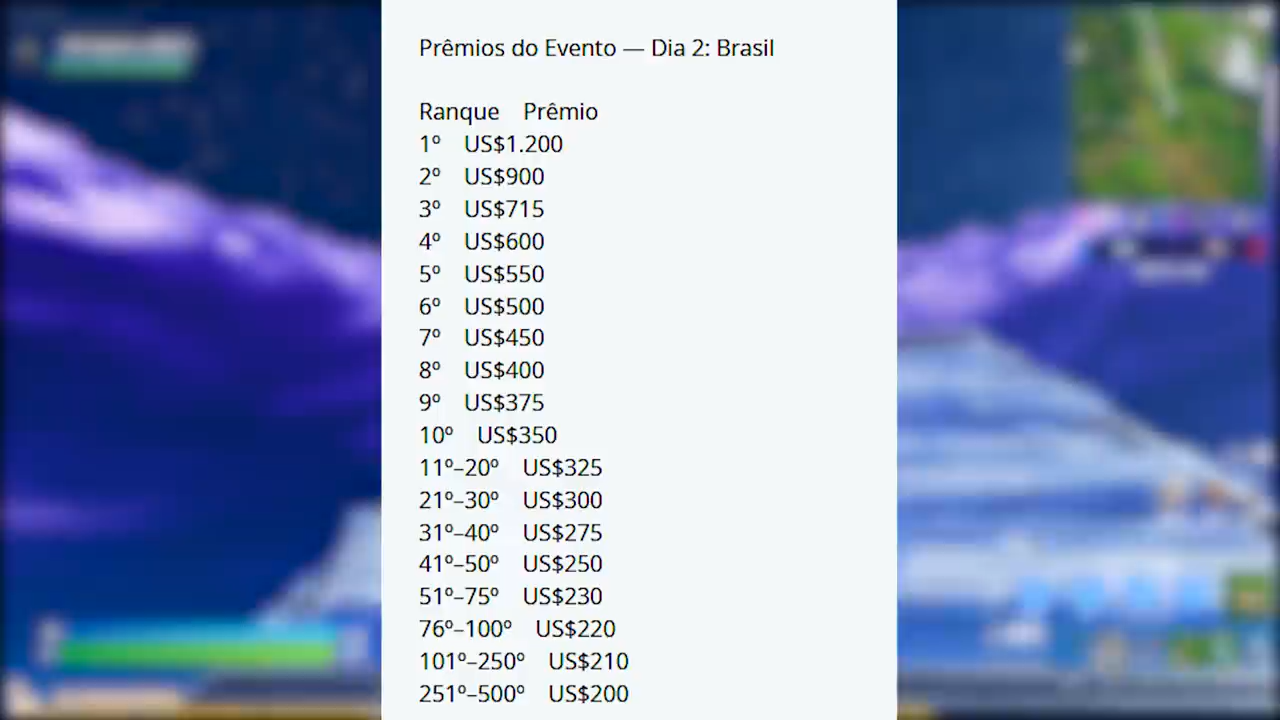 Prêmios do Evento — Dia 2: Brasil
Ranque Prêmio
1º US$1.200
2º US$900
3º US$715
4º US$600
5º US$550
6º US$500
7º US$450
8º US$400
9º US$375
10º US$350
11º–20º US$325
21º–30º US$300
31º–40º US$275
41º–50º US$250
51º–75º US$230
76º–100º US$220
101º–250º US$210
251º–500º US$200